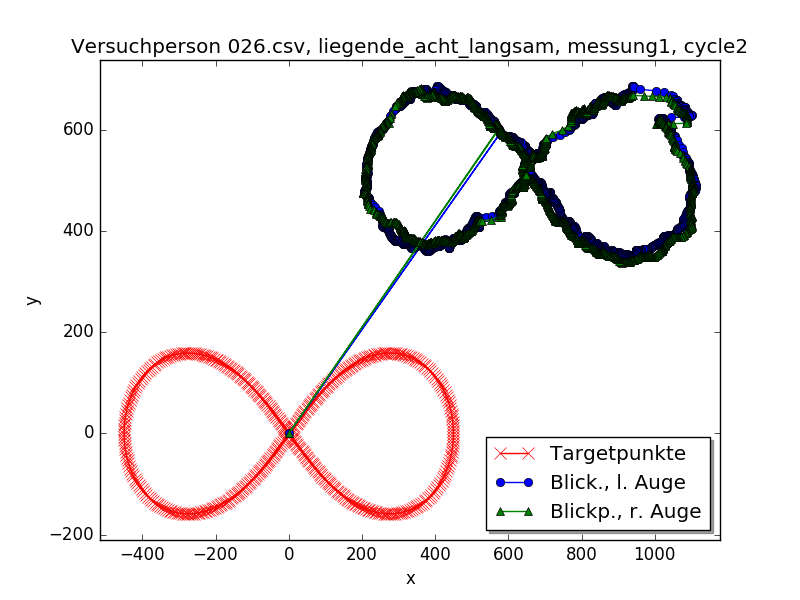 Versuchperson 026.csv, liegende_acht_langsam, messung1, cycle2
600
400
200
0
−200
y
−400
−200
0
200
400
600
800
1000
x
Targetpunkte
Blick., l. Auge
Blickp., r. Auge